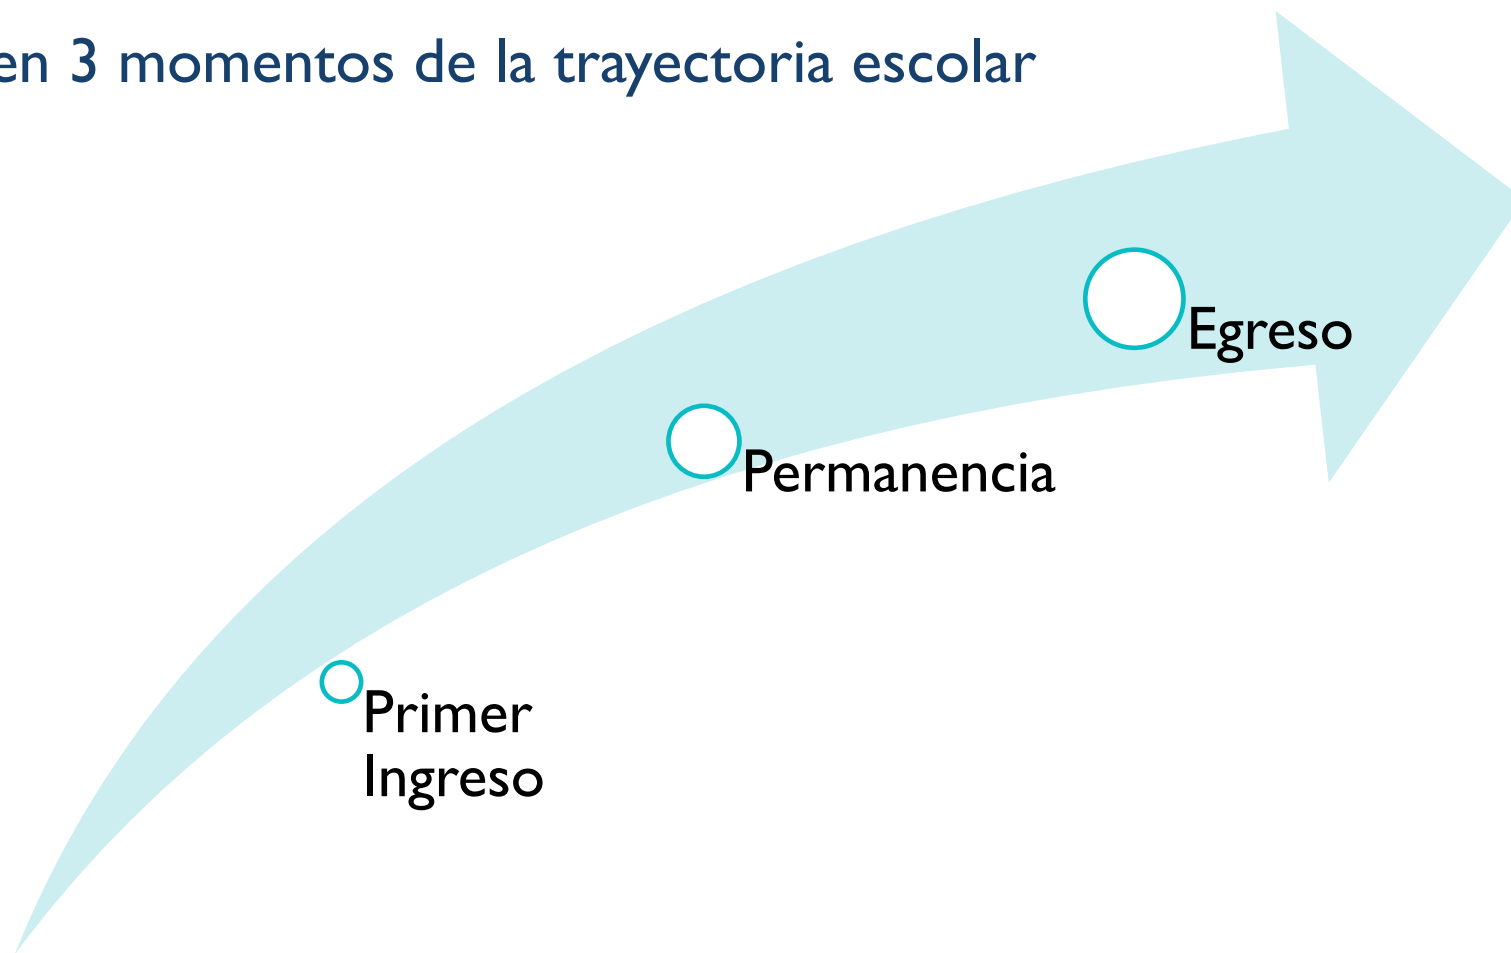 en 3 momentos de la trayectoria escolar
Egreso
Permanencia
Primer
Ingreso